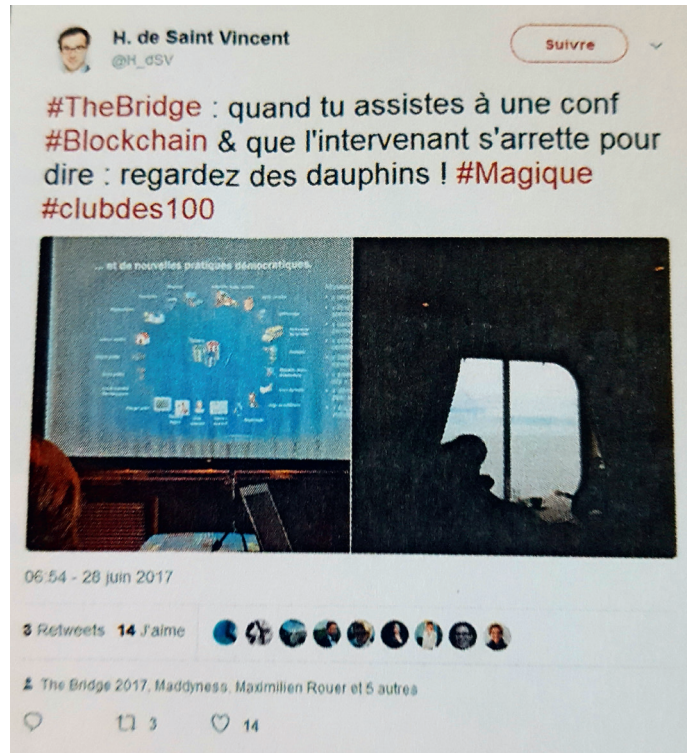 H. de Saint Vincent
@H_dSV
Suivre
#TheBridge : quand tu assistes à une conf
#Blockchain & que l'intervenant s'arrette pour
dire : regardez des dauphins ! #Magique
#clubdes100
... et de nouvelles pratiques démocratiques.
06:54 - 28 juin 2017
3 Retweets 14 J'aime
The Bridge 2017, Maddyness, Maximilien Rouer et 5 autres
3 14